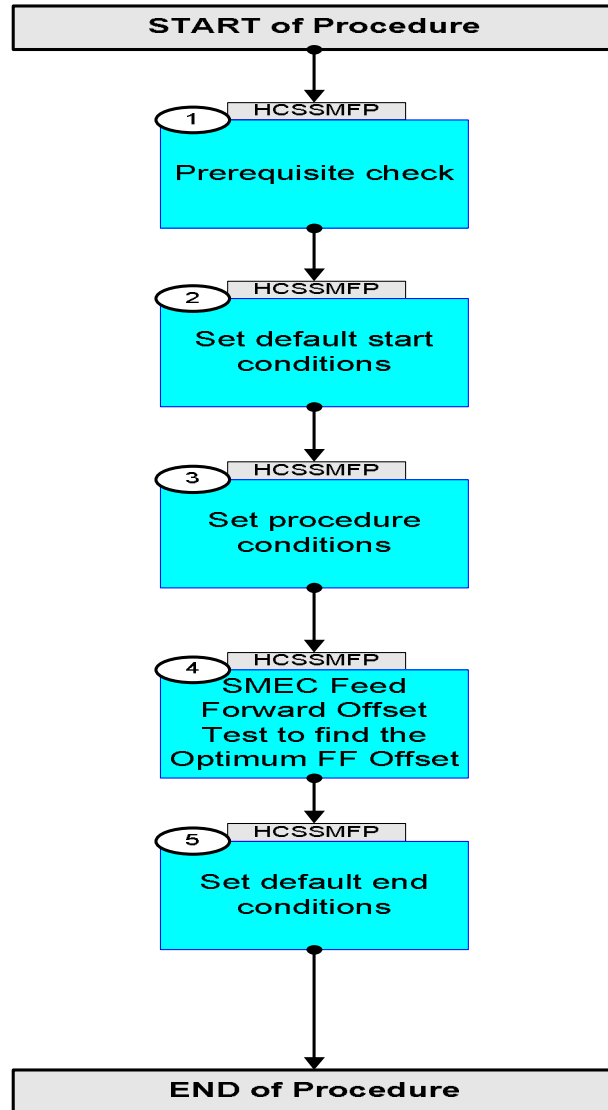 START of Procedure
HCSSMFP
1
Prerequisite check
HCSSMFP
2
Set default start
conditions
HCSSMFP
3
Set procedure
conditions
HCSSMFP
4
SMEC Feed
Forward Offset
Test to find the
Optimum FF Offset
HCSSMFP
5
Set default end
conditions
END of Procedure